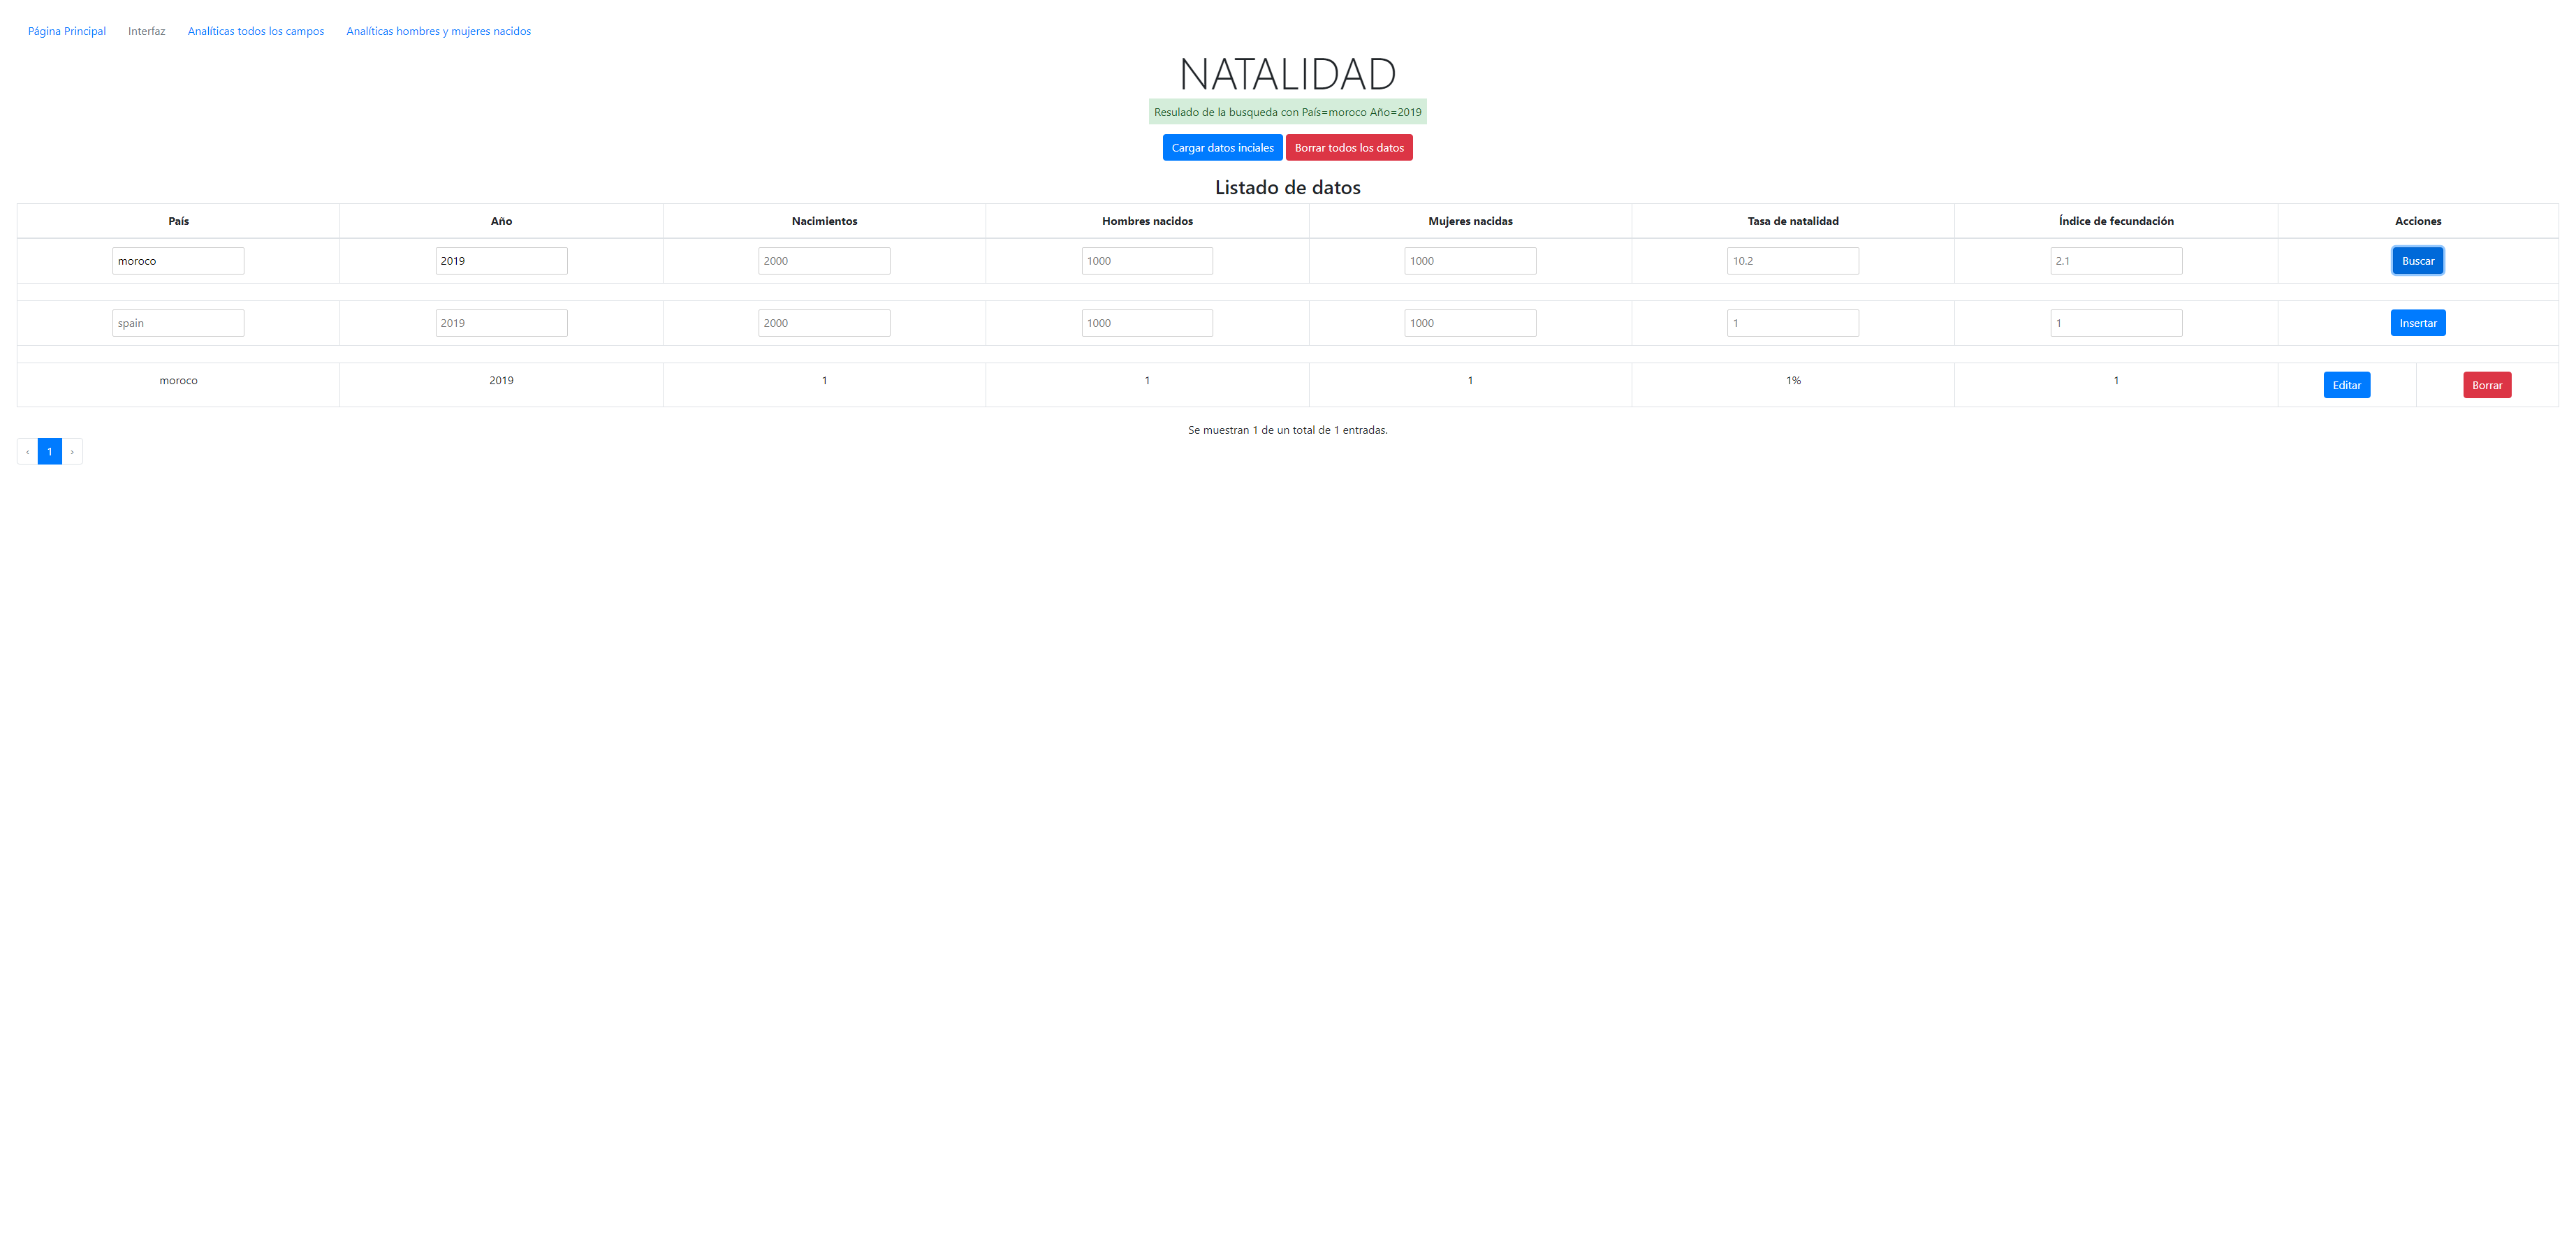 Página Principal Interfaz Analíticas todos los campos Analíticas hombres y mujeres nacidos
NATALIDAD
Resulado de la busqueda con País=moroco Año=2019
Cargar datos inciales Borrar todos los datos
Listado de datos
País Año Nacimientos Hombres nacidos Mujeres nacidas Tasa de natalidad Índice de fecundación Acciones
moroco 2019 2000 1000 1000 10.2 2.1 Buscar
spain 2019 2000 1000 1000 1 1 Insertar
moroco 2019 1 1 1 1% 1 Editar Borrar
Se muestran 1 de un total de 1 entradas.
‹ 1 ›